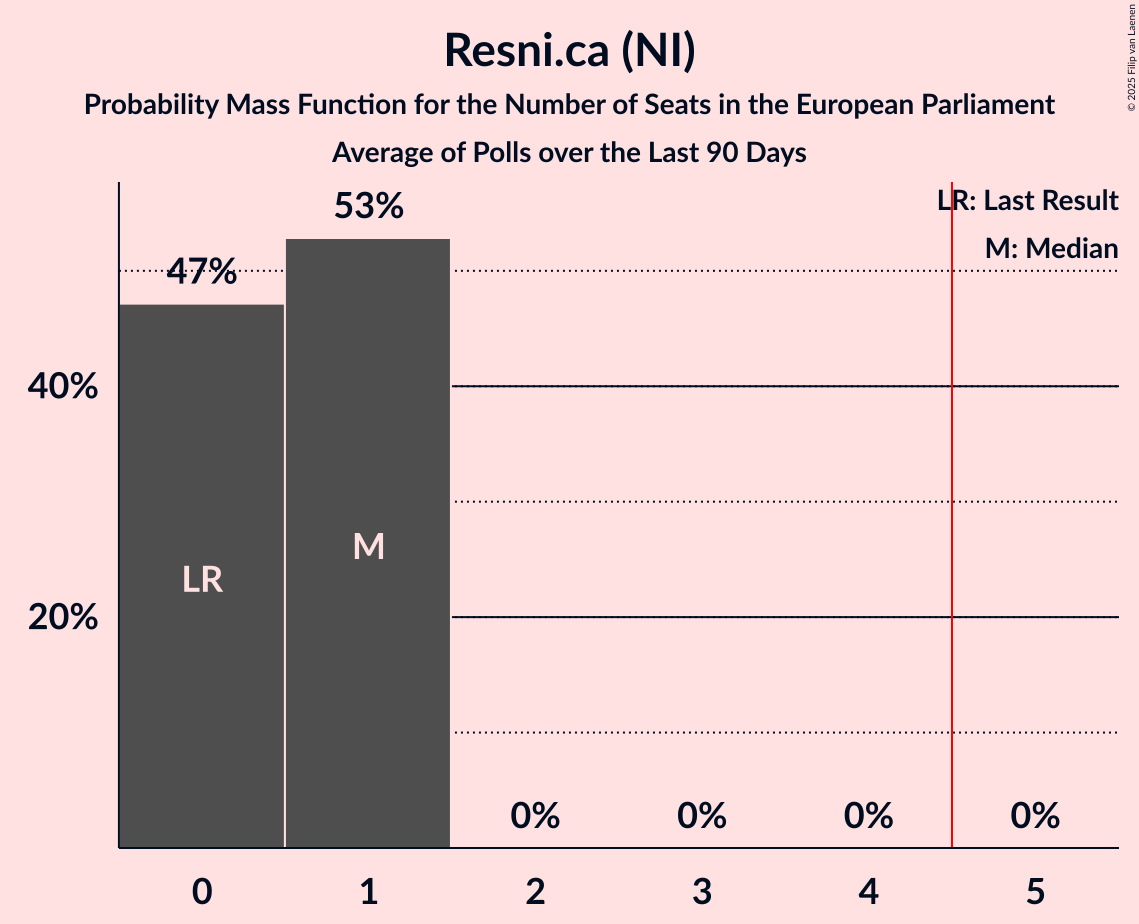 Resni.ca (NI)
Probability Mass Function for the Number of Seats in the European Parliament
Average of Polls over the Last 90 Days
© 2025 Filip van Laenen
LR: Last Result
M: Median
53%
47%
40%
20%
LR
M
0%
0%
0%
0%
0
1
2
3
4
5